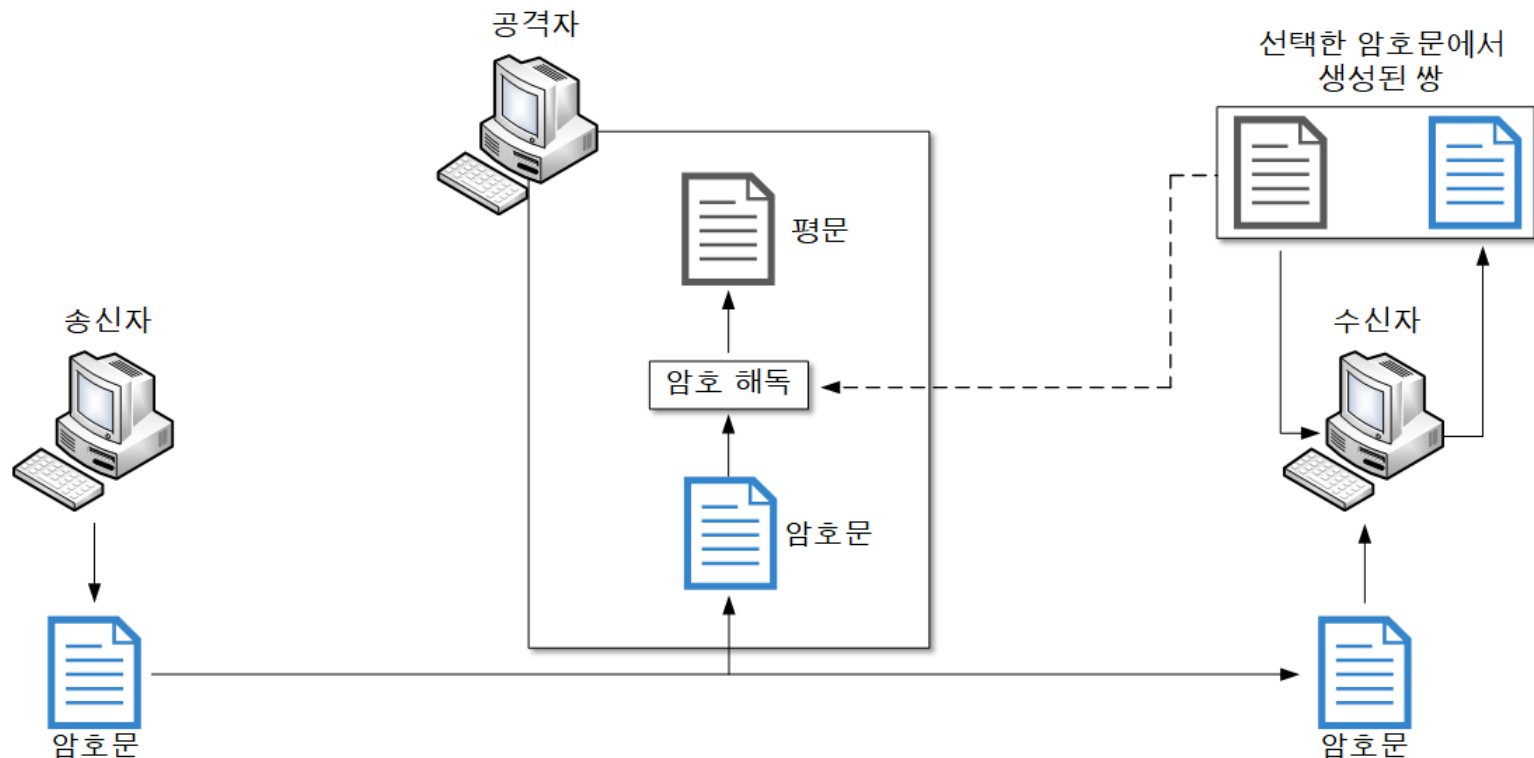 공격자
선택한 암호문에서
생성된 쌍
평문
송신자
수신자
암호 해독
암호문
암호문
암호문